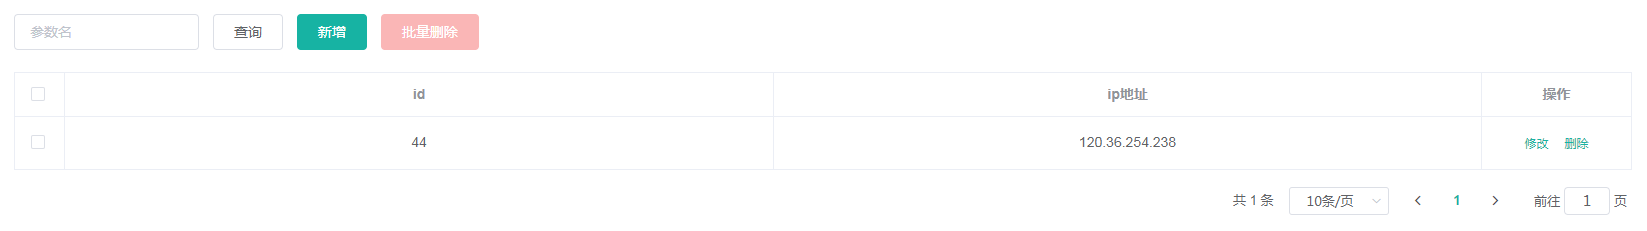 参数名 查询 新增 批量删除
id ip地址 操作
44 120.36.254.238 修改 删除
共 1 条 10条/页 1 前往 1 页